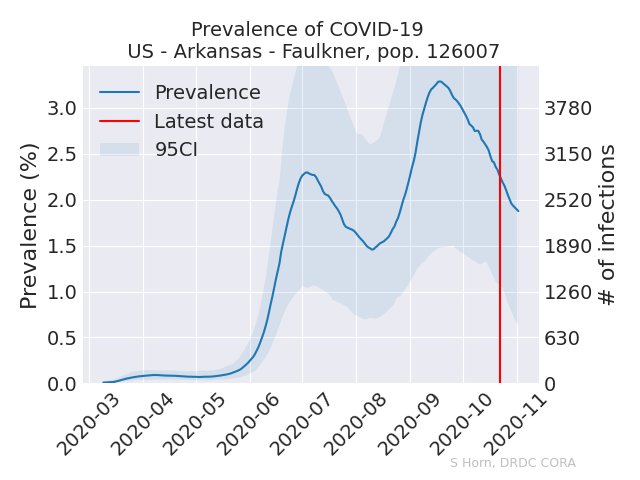 Prevalence of COVID-19
US - Arkansas - Faulkner, pop. 126007
Prevalence
Latest data
95CI
Prevalence (%)
3.0
2.5
2.0
1.5
1.0
0.5
0.0
3780
3150
2520
1890
1260
630
0
# of infections
2020-03
2020-04
2020-05
2020-06
2020-07
2020-08
2020-09
2020-10
2020-11
S Horn, DRDC CORA